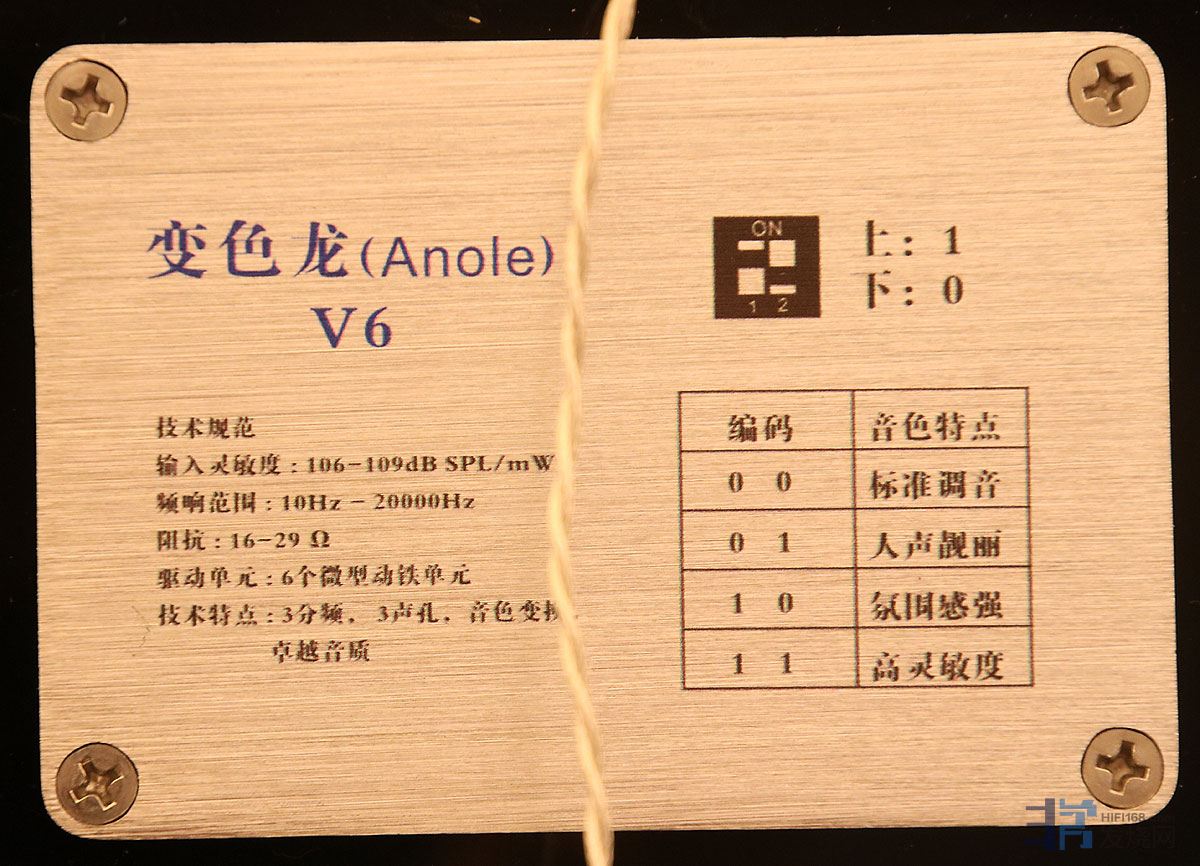 变色龙(Anole)
V6
技术规范
输入灵敏度：106-109dB SPL/mW
频响范围：10Hz - 20000Hz
阻抗：16-29 Ω
驱动单元：6个微型动铁单元
技术特点：3分频，3声孔，音色变换
卓越音质
ON
1 2
上：1
下：0
编码 音色特点
0 0 标准调音
0 1 人声靓丽
1 0 氛围感强
1 1 高灵敏度
HIFI168
发烧网